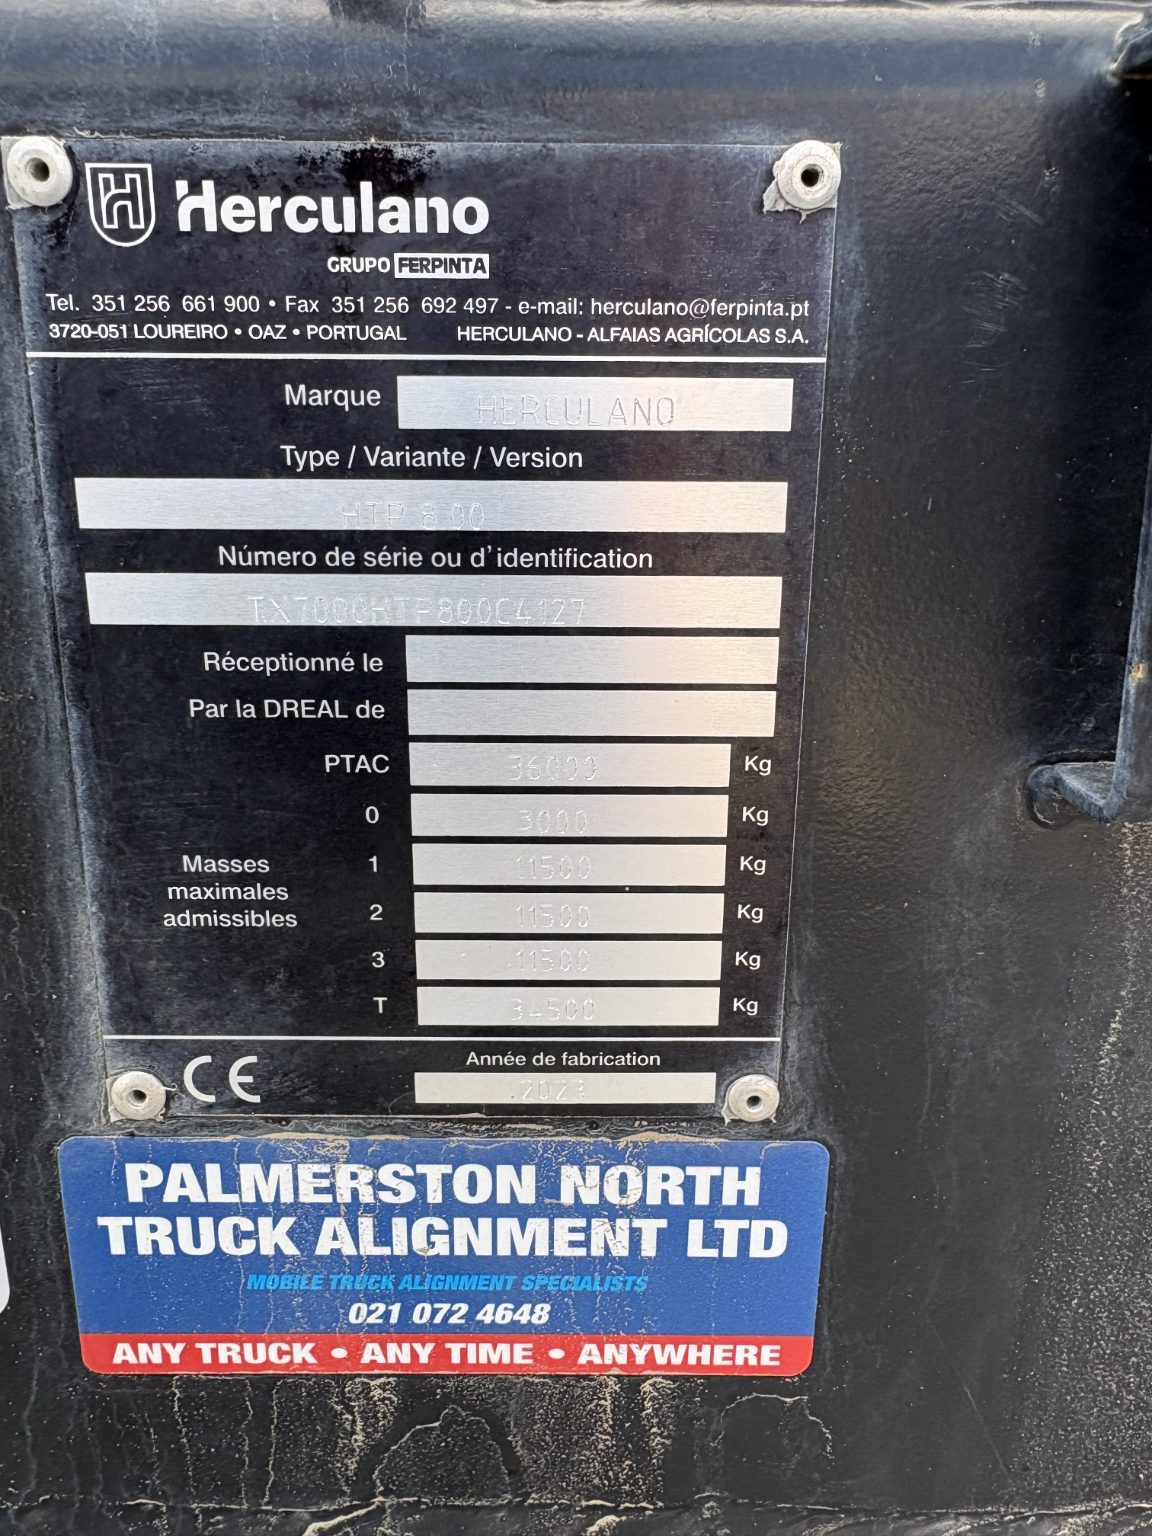 H Herculano
GRUPO FERPINTA
Tel. 351 256 661 900 • Fax 351 256 692 497 - e-mail: herculano@ferpinta.pt
3720-051 LOUREIRO • OAZ • PORTUGAL HERCULANO - ALFAIAS AGRÍCOLAS S.A.
Marque HERCULANO
Type / Variante / Version
HTP 8.00
Número de série ou d'identification
TX7000HTP800C4127
Réceptionné le
Par la DREAL de
PTAC 36000 Kg
0 3000 Kg
Masses maximales admissibles
1 11500 Kg
2 11500 Kg
3 11500 Kg
T 34500 Kg
CE Année de fabrication
2023
PALMERSTON NORTH
TRUCK ALIGNMENT LTD
MOBILE TRUCK ALIGNMENT SPECIALISTS
021 072 4648
ANY TRUCK • ANY TIME • ANYWHERE